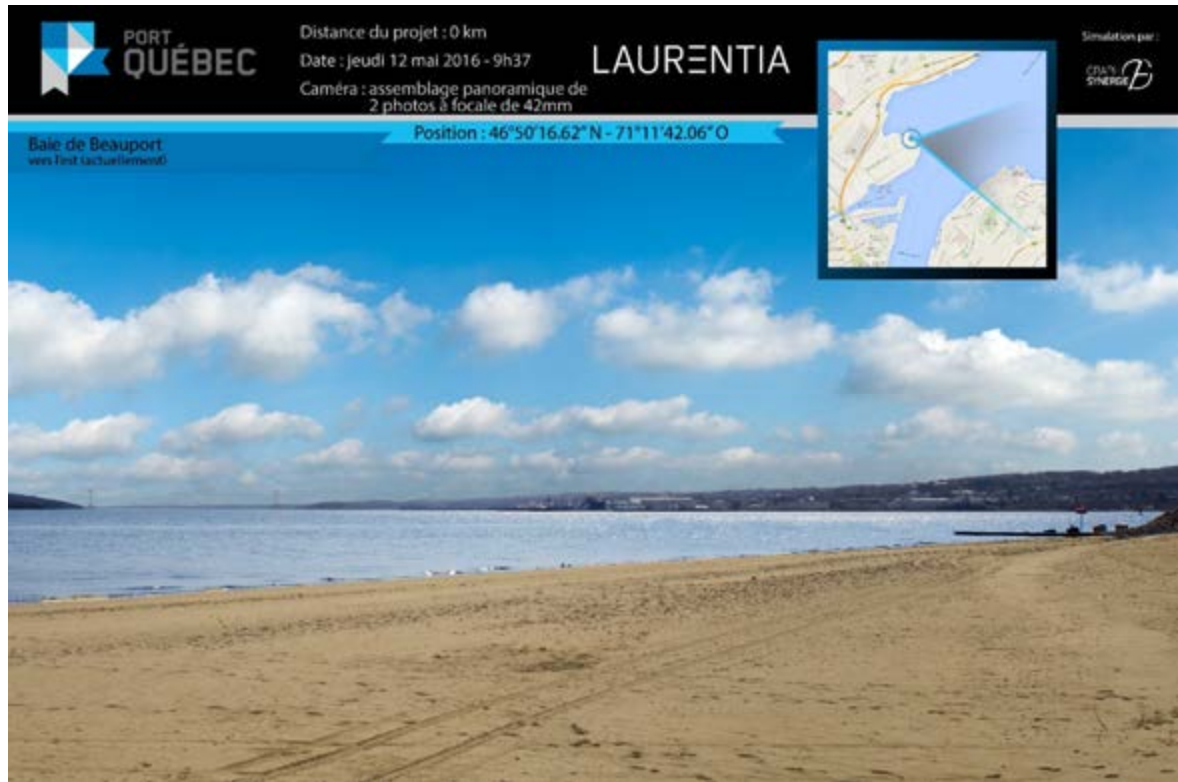 PORT
QUÉBEC
Distance du projet : 0 km
Date : jeudi 12 mai 2016 - 9h37
Caméra : assemblage panoramique de
2 photos à focale de 42mm
LAURENTIA
Simulation par :
SYNERGIE
Position : 46°50'16.62" N - 71°11'42.06" O
Baie de Beauport
vers l'est (actuellement)